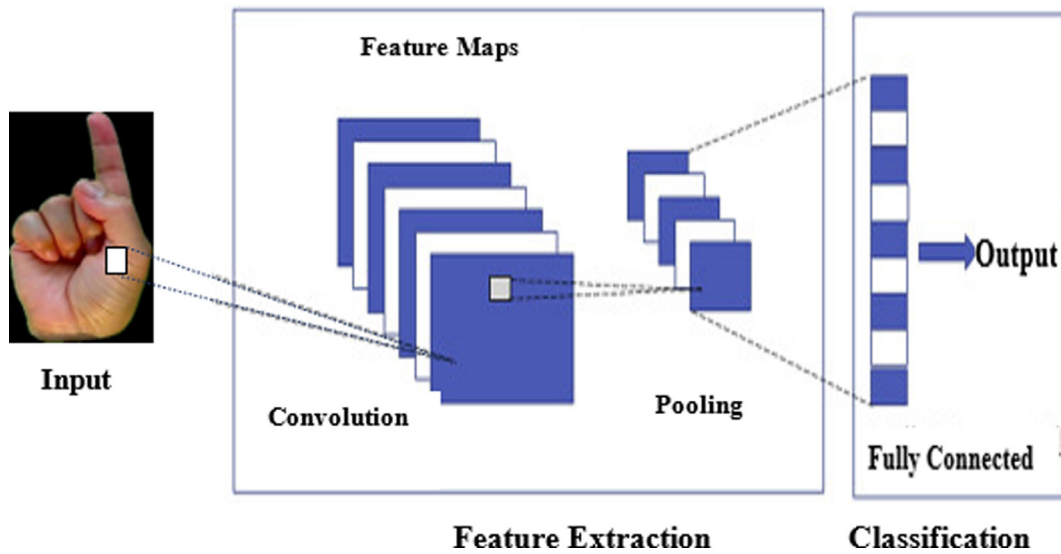 Feature Maps
Input
Convolution
Pooling
Output
Fully Connected
Feature Extraction
Classification